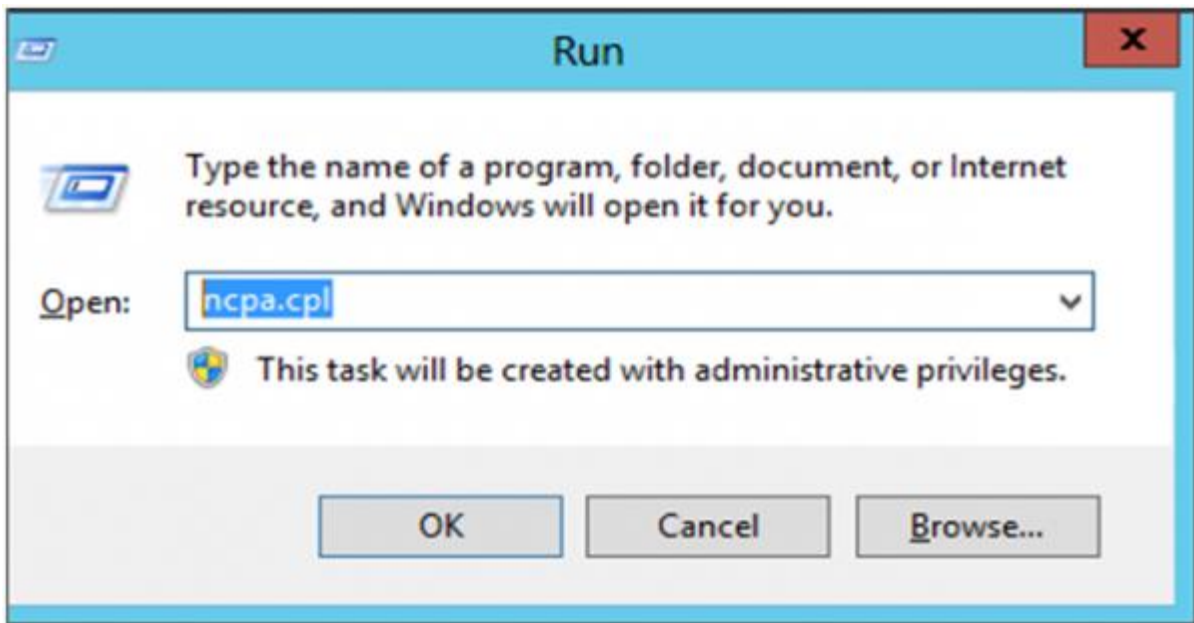 Run
x
Type the name of a program, folder, document, or Internet
resource, and Windows will open it for you.
Open: ncpa.cpl
This task will be created with administrative privileges.
OK Cancel Browse...